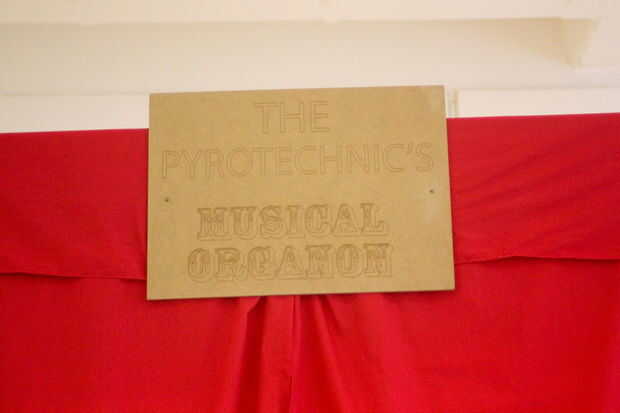 THE
PYROTECHNIC'S
MUSICAL
ORGANON